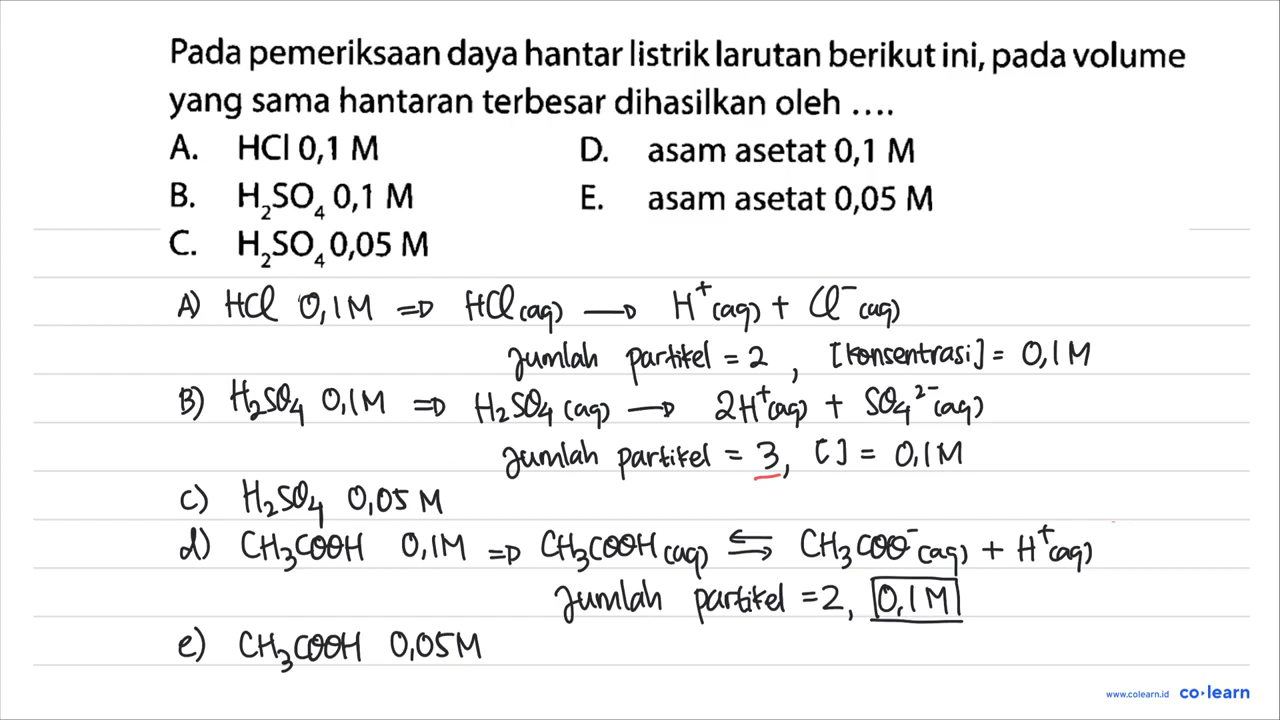 Pada pemeriksaan daya hantar listrik larutan berikut ini, pada volume
yang sama hantaran terbesar dihasilkan oleh ....
A. HCl 0,1 M
D. asam asetat 0,1 M
B. H₂SO₄ 0,1 M
E. asam asetat 0,05 M
C. H₂SO₄ 0,05 M
A) HCl 0,1 M ⇒ HCl (aq) → H⁺ (aq) + Cl⁻ (aq)
Jumlah partikel = 2, [konsentrasi] = 0,1 M
B) H₂SO₄ 0,1M ⇒ H₂SO₄ (aq) → 2H⁺(aq) + SO₄²⁻ (aq)
Jumlah partikel = 3, [ ] = 0,1 M
c) H₂SO₄ 0,05 M
d) CH₃COOH 0,1M ⇒ CH₃COOH (aq) ⇌ CH₃COO⁻ (aq) + H⁺(aq)
Jumlah partikel = 2, 0,1 M
e) CH₃COOH 0,05M
www.colearn.id co·learn